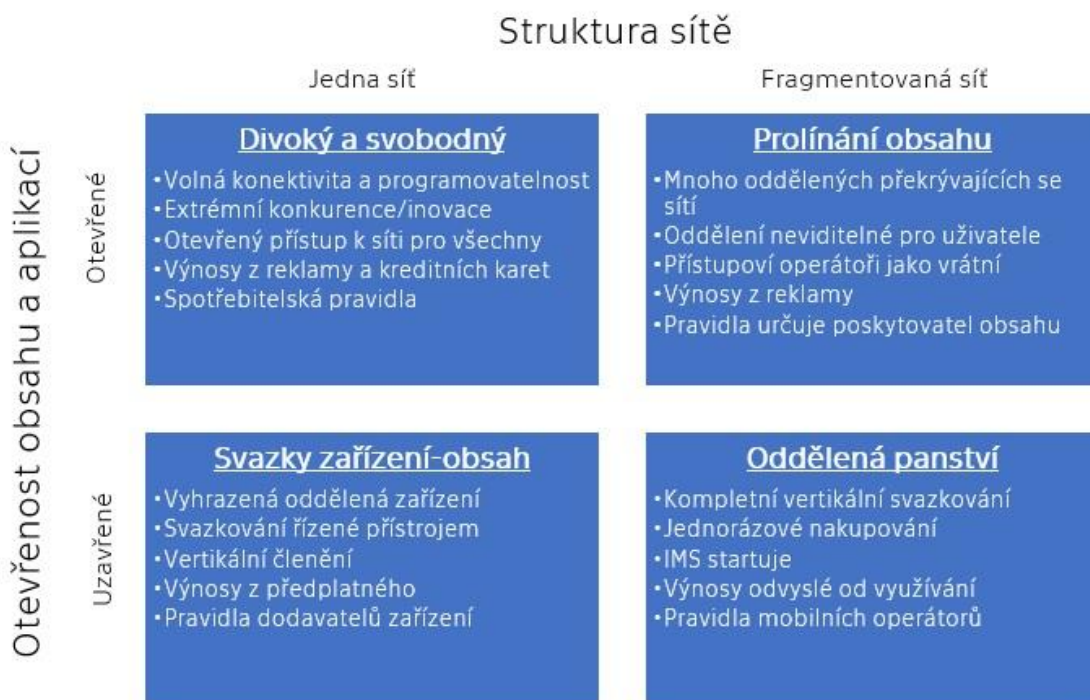 Struktura sítě
Jedna síť
Fragmentovaná síť
Otevřenost obsahu a aplikací
Otevřené
Divoký a svobodný
•Volná konektivita a programovatelnost
•Extrémní konkurence/inovace
•Otevřený přístup k síti pro všechny
•Výnosy z reklamy a kreditních karet
•Spotřebitelská pravidla
Prolínání obsahu
•Mnoho oddělených překrývajících se
sítí
•Oddělení neviditelné pro uživatele
•Přístupoví operátoři jako vrátní
•Výnosy z reklamy
•Pravidla určuje poskytovatel obsahu
Uzavřené
Svazky zařízení-obsah
•Vyhrazená oddělená zařízení
•Svazkování řízené přístrojem
•Vertikální členění
•Výnosy z předplatného
•Pravidla dodavatelů zařízení
Oddělená panství
•Kompletní vertikální svazkování
•Jednorázové nakupování
•IMS startuje
•Výnosy odvyslé od využívání
•Pravidla mobilních operátorů